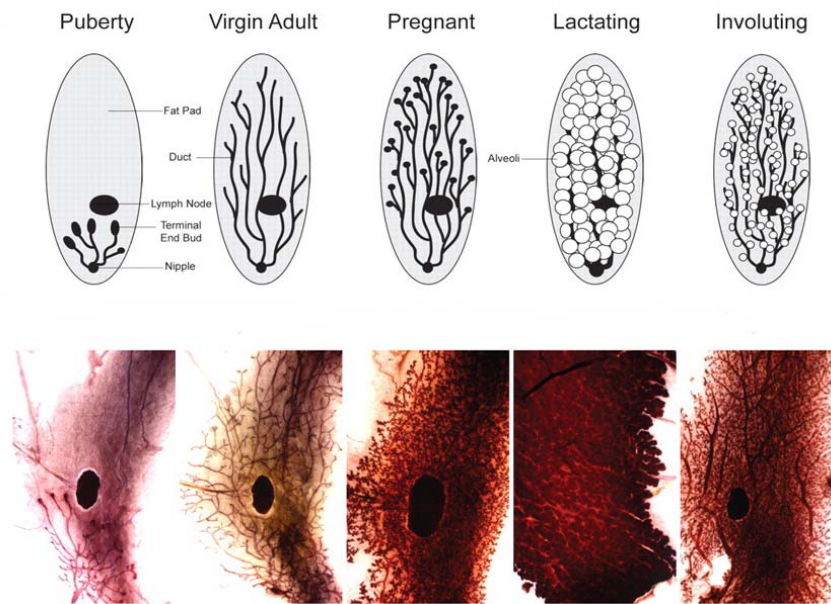 Puberty
Virgin Adult
Pregnant
Lactating
Involuting
Fat Pad
Duct
Alveoli
Lymph Node
Terminal
End Bud
Nipple